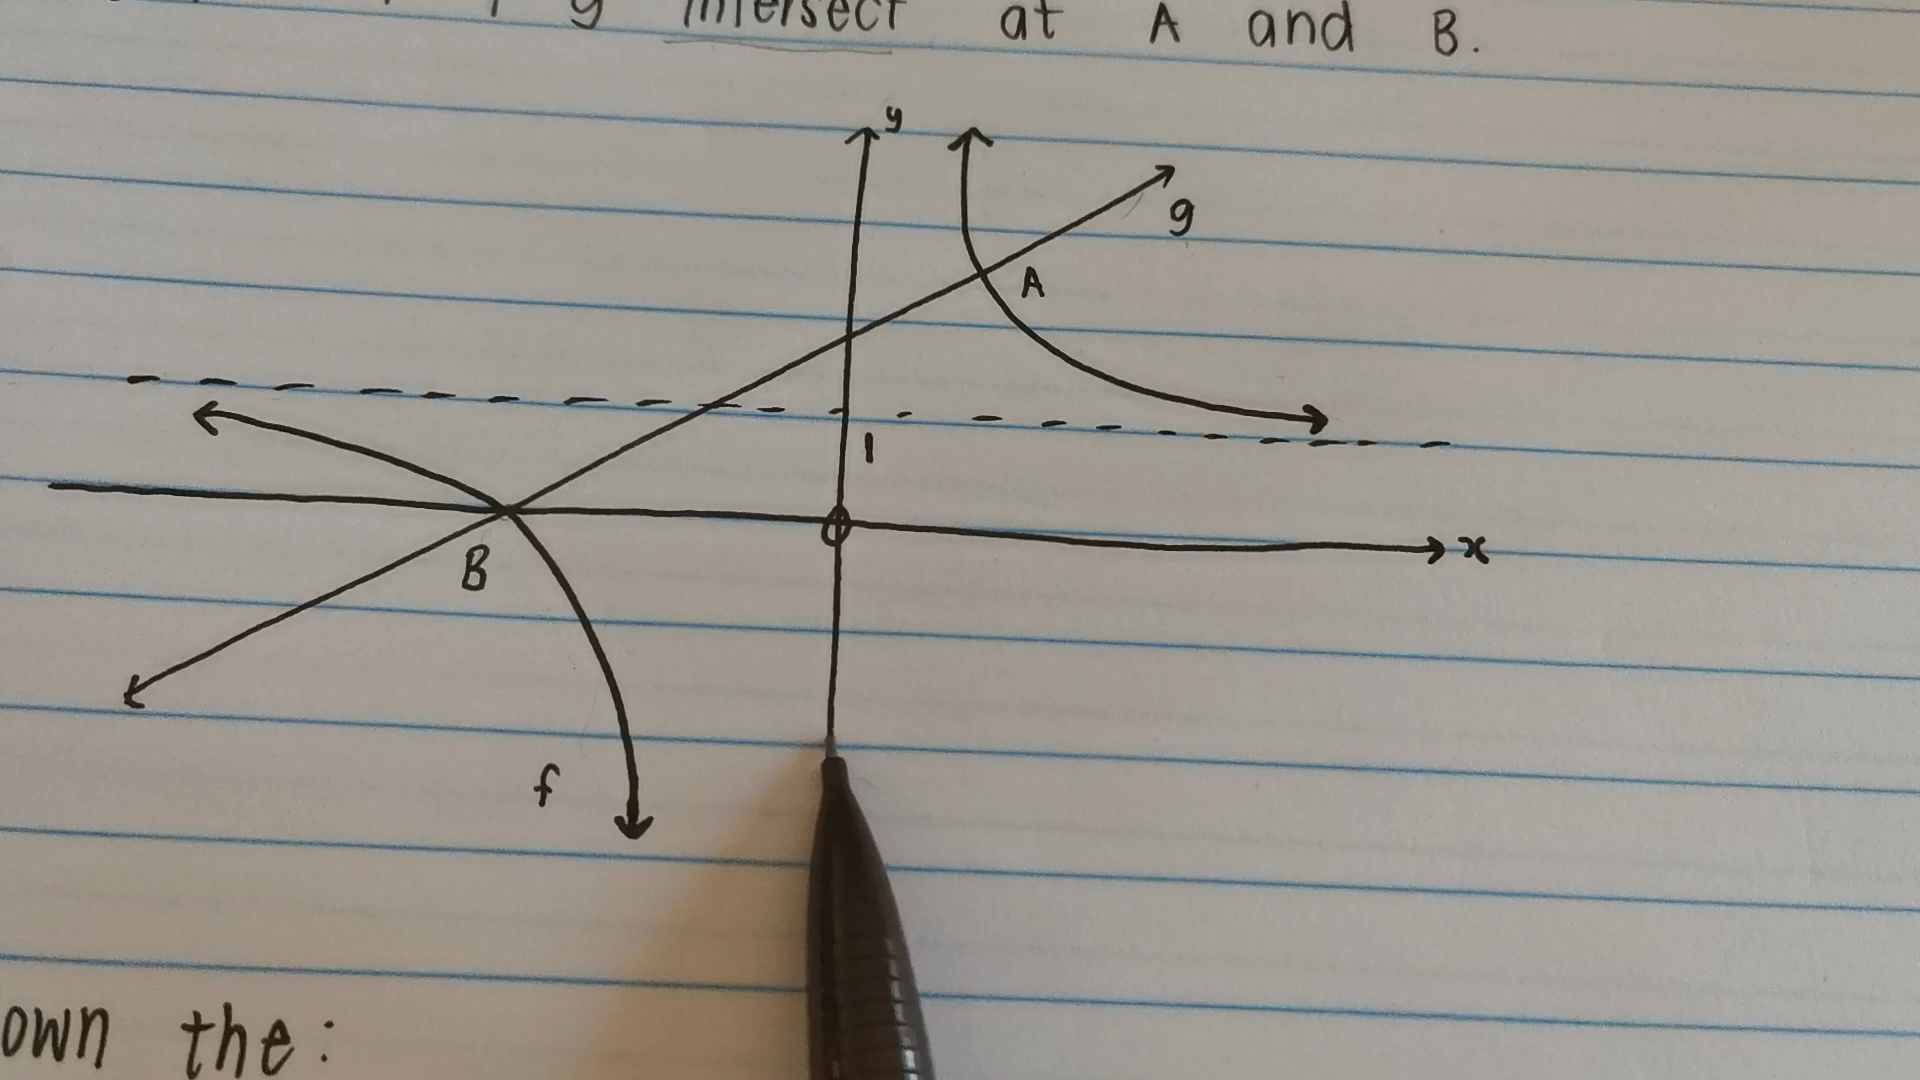 g intersect at A and B.
y
g
A
1
x
B
f
own the: